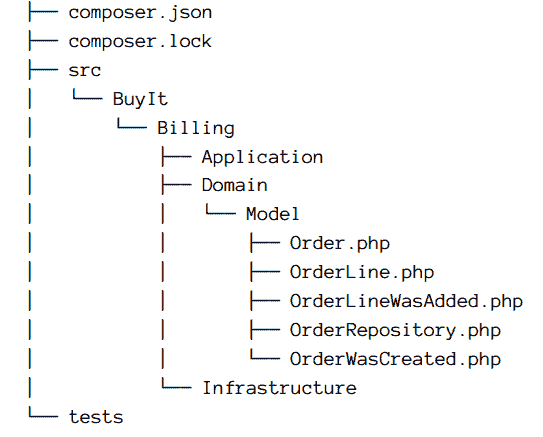 ├── composer.json
├── composer.lock
├── src
│   └── BuyIt
│       └── Billing
│           ├── Application
│           ├── Domain
│           │   └── Model
│           │       ├── Order.php
│           │       ├── OrderLine.php
│           │       ├── OrderLineWasAdded.php
│           │       ├── OrderRepository.php
│           │       └── OrderWasCreated.php
│           └── Infrastructure
└── tests